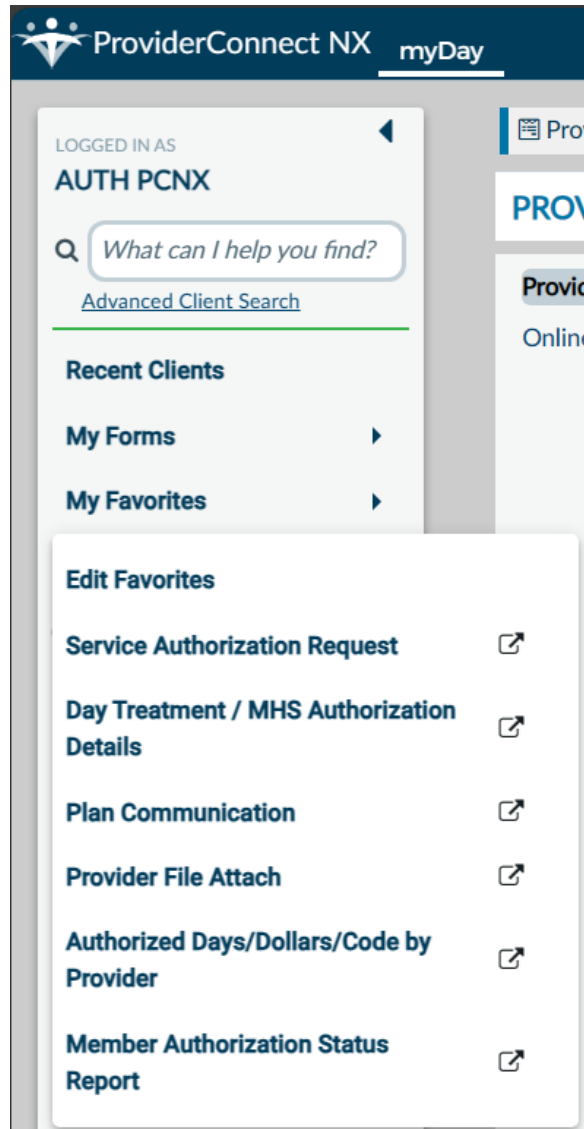 ProviderConnect NX myDay
LOGGED IN AS
AUTH PCNX
What can I help you find?
Advanced Client Search
Recent Clients
My Forms
My Favorites
Edit Favorites
Service Authorization Request
Day Treatment / MHS Authorization
Details
Plan Communication
Provider File Attach
Authorized Days/Dollars/Code by
Provider
Member Authorization Status
Report